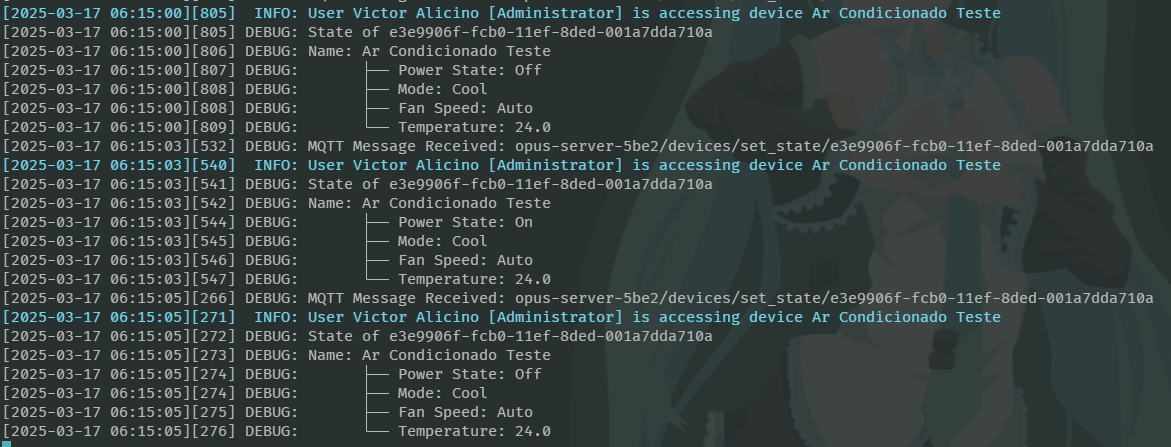 [2025-03-17 06:15:00][805]  INFO: User Victor Alicino [Administrator] is accessing device Ar Condicionado Teste
[2025-03-17 06:15:00][805] DEBUG: State of e3e9906f-fcb0-11ef-8ded-001a7dda710a
[2025-03-17 06:15:00][806] DEBUG: Name: Ar Condicionado Teste
[2025-03-17 06:15:00][807] DEBUG:       ├── Power State: Off
[2025-03-17 06:15:00][808] DEBUG:       ├── Mode: Cool
[2025-03-17 06:15:00][808] DEBUG:       ├── Fan Speed: Auto
[2025-03-17 06:15:00][809] DEBUG:       └── Temperature: 24.0
[2025-03-17 06:15:03][532] DEBUG: MQTT Message Received: opus-server-5be2/devices/set_state/e3e9906f-fcb0-11ef-8ded-001a7dda710a
[2025-03-17 06:15:03][540]  INFO: User Victor Alicino [Administrator] is accessing device Ar Condicionado Teste
[2025-03-17 06:15:03][541] DEBUG: State of e3e9906f-fcb0-11ef-8ded-001a7dda710a
[2025-03-17 06:15:03][542] DEBUG: Name: Ar Condicionado Teste
[2025-03-17 06:15:03][544] DEBUG:       ├── Power State: On
[2025-03-17 06:15:03][545] DEBUG:       ├── Mode: Cool
[2025-03-17 06:15:03][546] DEBUG:       ├── Fan Speed: Auto
[2025-03-17 06:15:03][547] DEBUG:       └── Temperature: 24.0
[2025-03-17 06:15:05][266] DEBUG: MQTT Message Received: opus-server-5be2/devices/set_state/e3e9906f-fcb0-11ef-8ded-001a7dda710a
[2025-03-17 06:15:05][271]  INFO: User Victor Alicino [Administrator] is accessing device Ar Condicionado Teste
[2025-03-17 06:15:05][272] DEBUG: State of e3e9906f-fcb0-11ef-8ded-001a7dda710a
[2025-03-17 06:15:05][273] DEBUG: Name: Ar Condicionado Teste
[2025-03-17 06:15:05][274] DEBUG:       ├── Power State: Off
[2025-03-17 06:15:05][274] DEBUG:       ├── Mode: Cool
[2025-03-17 06:15:05][275] DEBUG:       ├── Fan Speed: Auto
[2025-03-17 06:15:05][276] DEBUG:       └── Temperature: 24.0